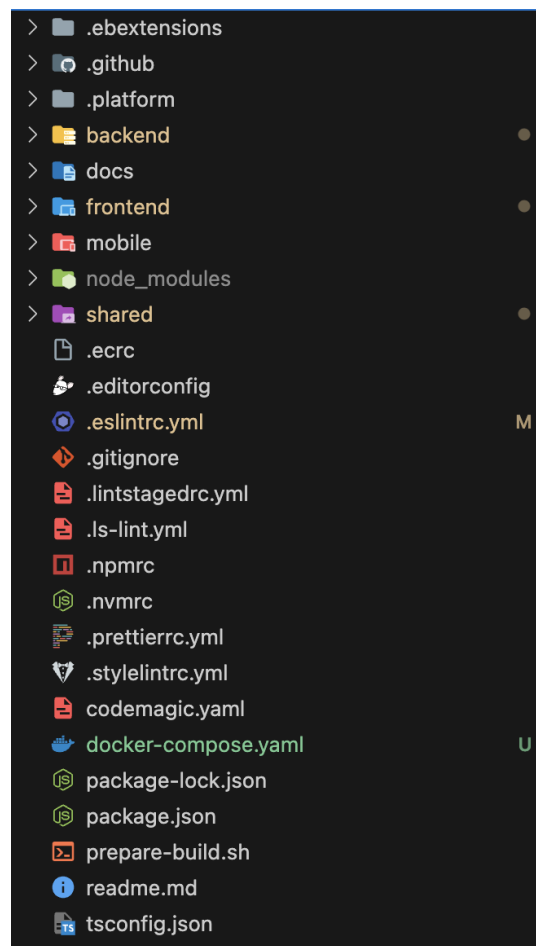 .ebextensions
.github
.platform
backend
docs
frontend
mobile
node_modules
shared
.ecrc
.editorconfig
.eslintrc.yml M
.gitignore
.lintstagedrc.yml
.ls-lint.yml
.npmrc
.nvmrc
.prettierrc.yml
.stylelintrc.yml
codemagic.yaml
docker-compose.yaml U
package-lock.json
package.json
prepare-build.sh
readme.md
tsconfig.json